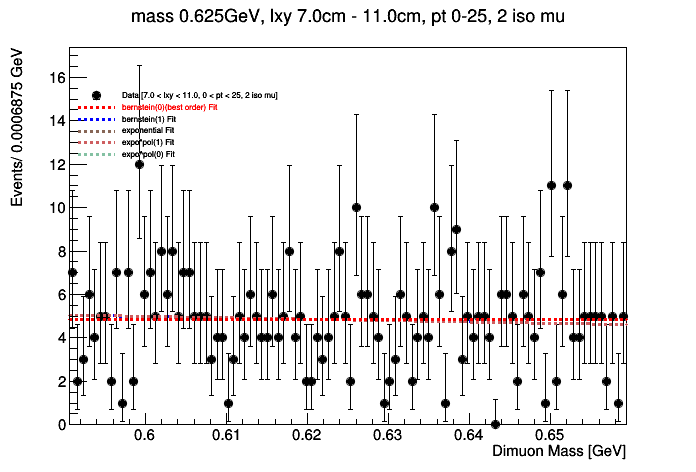 mass 0.625GeV, lxy 7.0cm - 11.0cm, pt 0-25, 2 iso mu
Events/ 0.0006875 GeV
16
14
12
10
8
6
4
2
0
Data [7.0 < lxy < 11.0, 0 < pt < 25, 2 iso mu]
bernstein(0)(best order) Fit
bernstein(1) Fit
exponential Fit
expo*pol(1) Fit
expo*pol(0) Fit
0.6 0.61 0.62 0.63 0.64 0.65
Dimuon Mass [GeV]